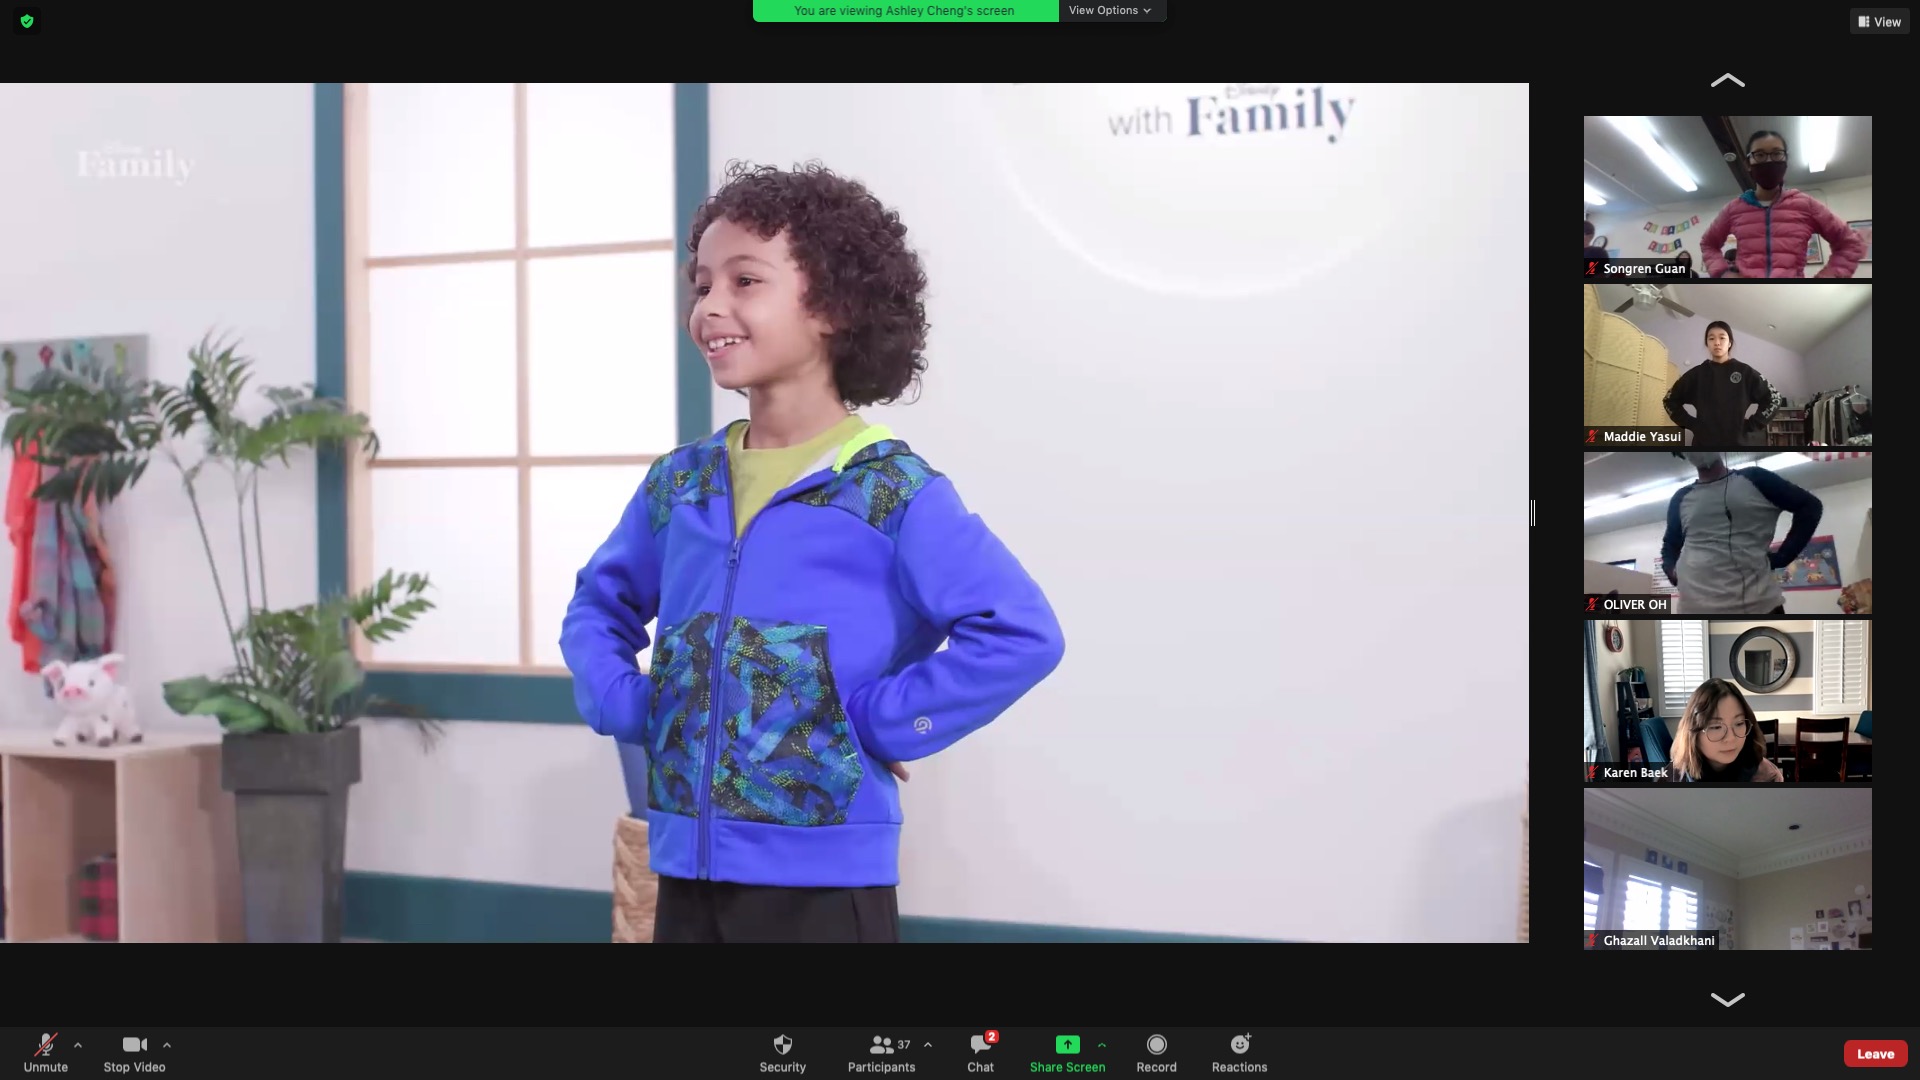 You are viewing Ashley Cheng's screen
View Options
View
Disney
Family
Disney
with Family
Songren Guan
Maddie Yasui
OLIVER OH
Karen Baek
Ghazall Valadkhani
Unmute
Stop Video
Security
37
Participants
2
Chat
Share Screen
Record
Reactions
Leave